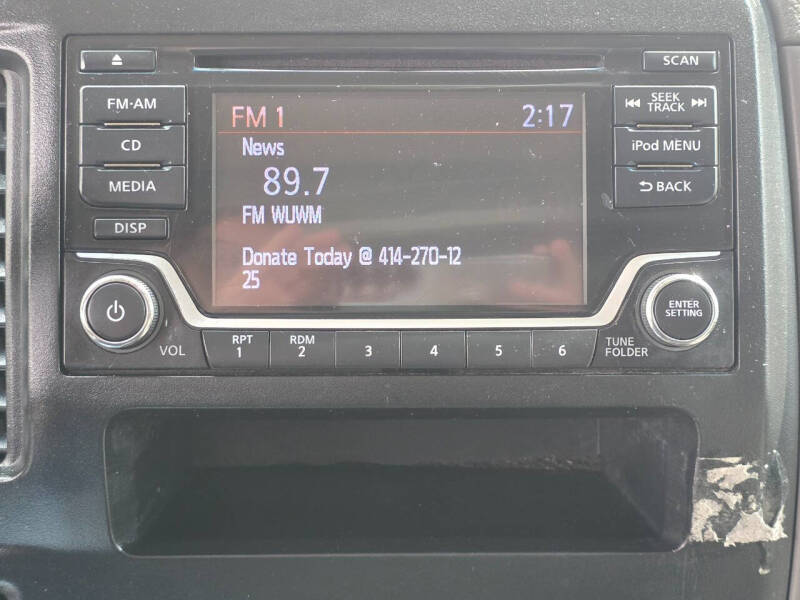 SCAN
FM·AM
CD
MEDIA
DISP
FM 1 2:17
News
89.7
FM WUWM
Donate Today @ 414-270-12
25
SEEK
TRACK
iPod MENU
BACK
VOL
RPT
1
RDM
2
3
4
5
6
TUNE
FOLDER
ENTER
SETTING